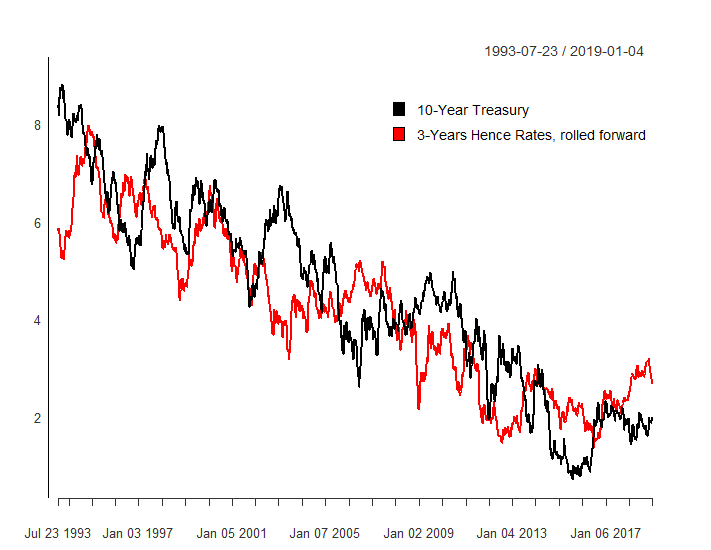 1993-07-23 / 2019-01-04
10-Year Treasury
3-Years Hence Rates, rolled forward
8
6
4
2
Jul 23 1993 Jan 03 1997 Jan 05 2001 Jan 07 2005 Jan 02 2009 Jan 04 2013 Jan 06 2017